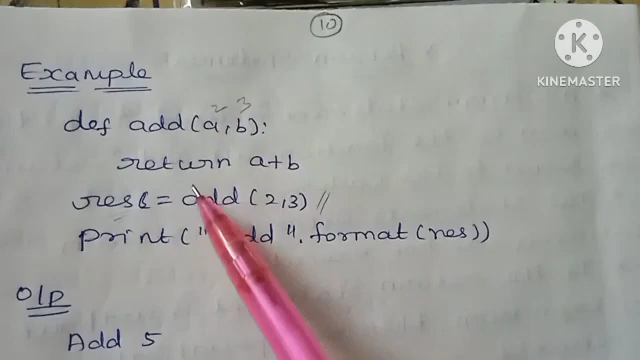 10
KINEMASTER
Example
2 3
def add(a,b):
return a+b
res = add (2,3) //
print ("dd".format(res))
O/p
Add 5